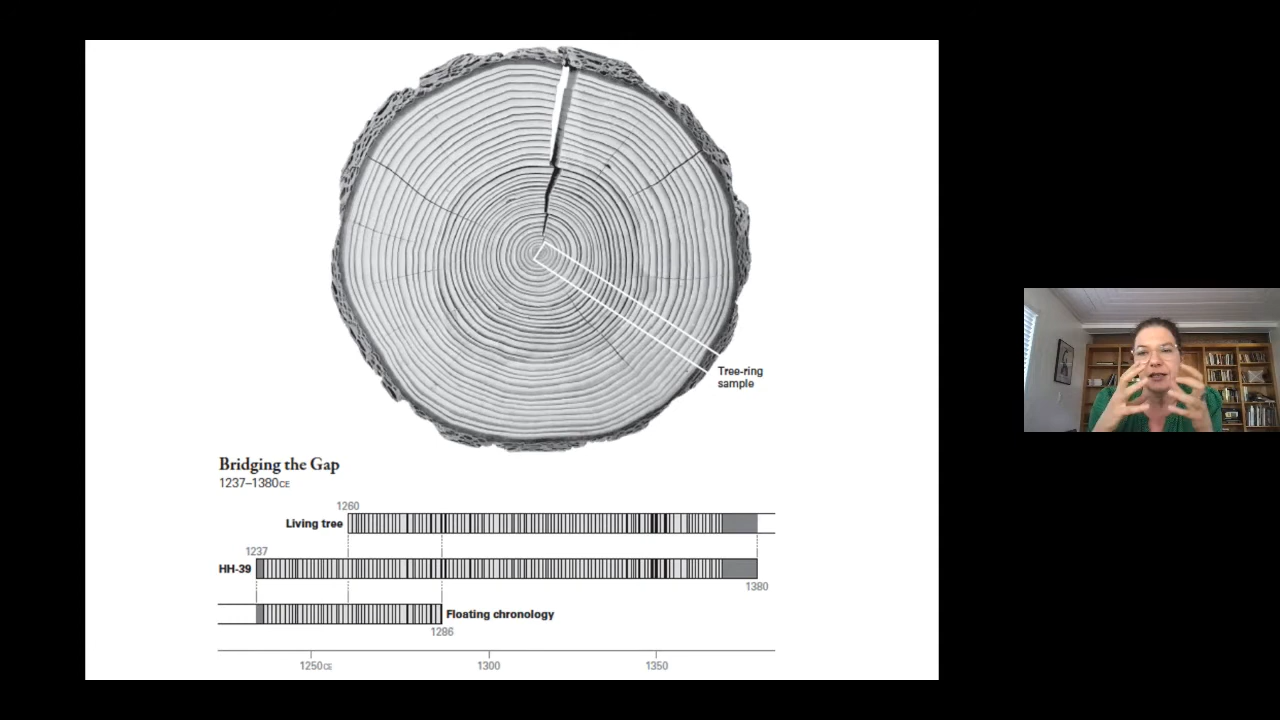 Tree-ring
sample
Bridging the Gap
1237–1380CE
1260
Living tree
1237
HH-39
1380
Floating chronology
1286
1250CE
1300
1350